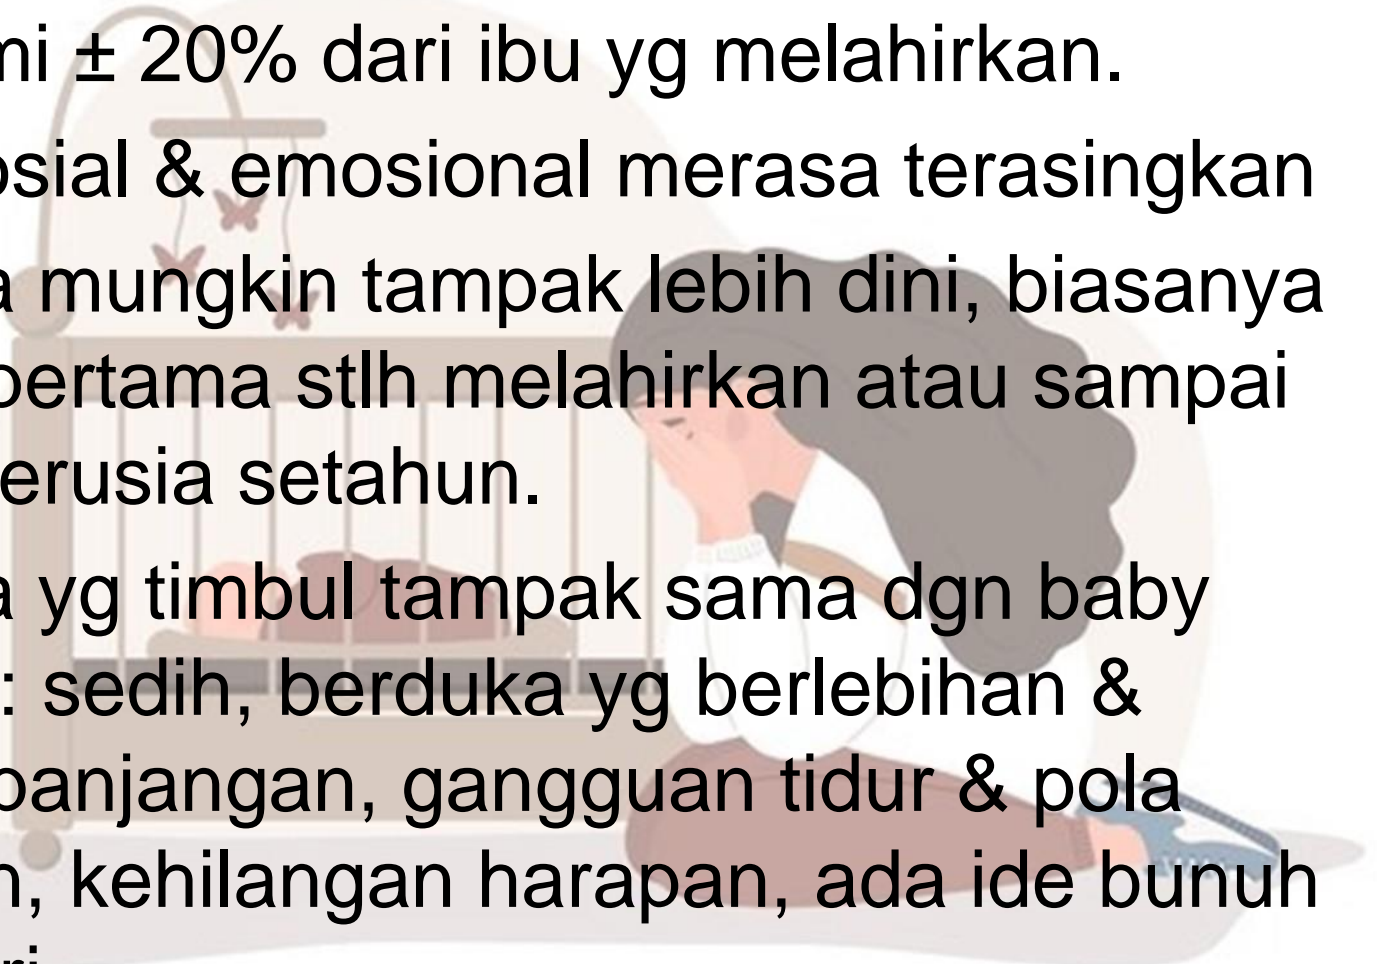 mi ± 20% dari ibu yg melahirkan.
osial & emosional merasa terasingkan
a mungkin tampak lebih dini, biasanya
pertama stlh melahirkan atau sampai
erusia setahun.
a yg timbul tampak sama dgn baby
: sedih, berduka yg berlebihan &
panjangan, gangguan tidur & pola
n, kehilangan harapan, ada ide bunuh
ri